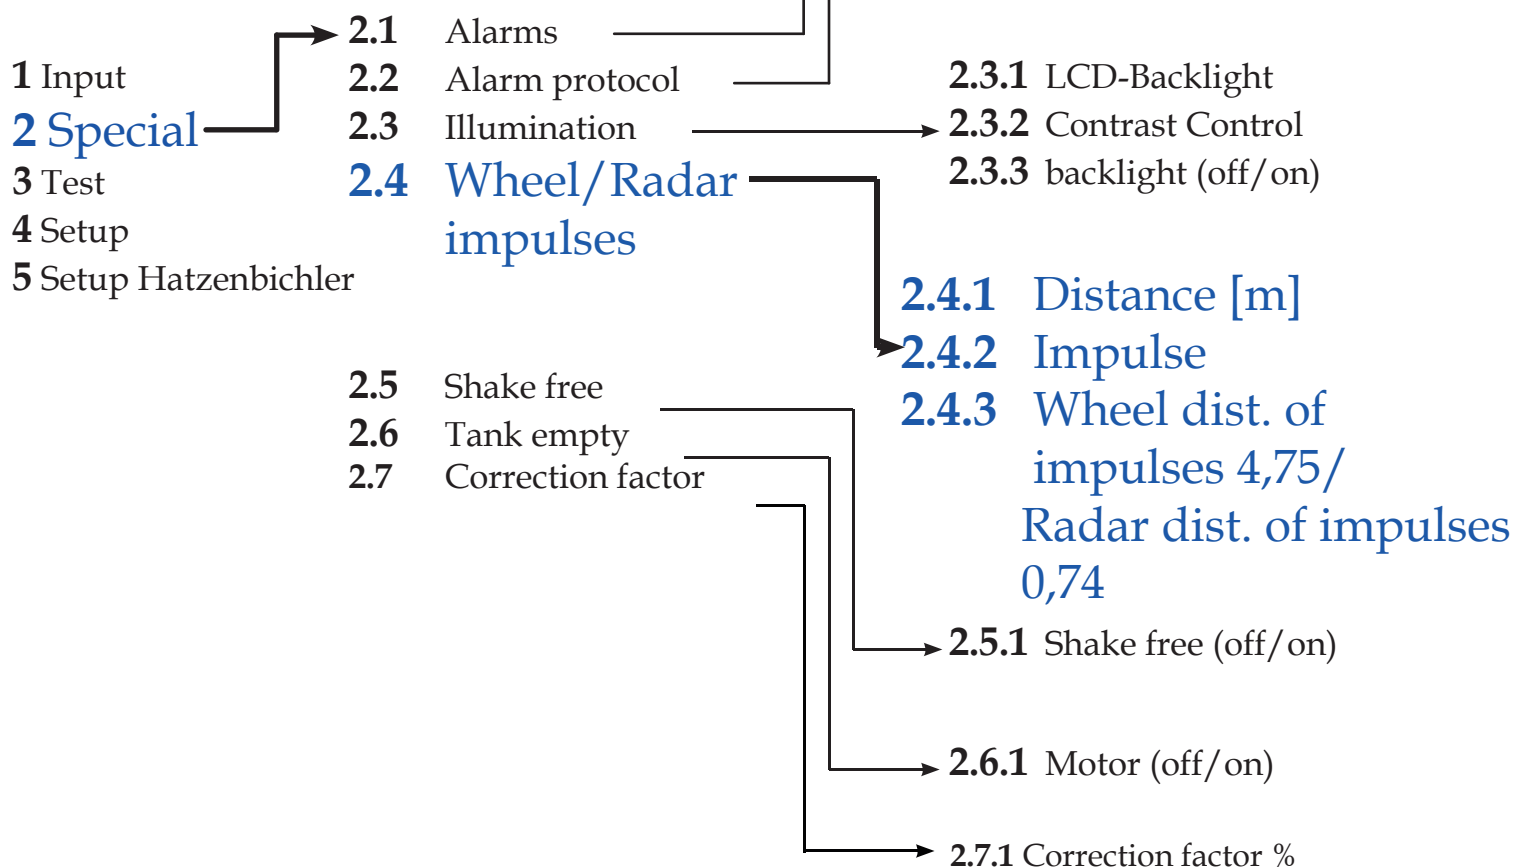 1 Input
2 Special
3 Test
4 Setup
5 Setup Hatzenbichler
2.1 Alarms
2.2 Alarm protocol
2.3 Illumination
2.4 Wheel/Radar
impulses
2.5 Shake free
2.6 Tank empty
2.7 Correction factor
2.3.1 LCD-Backlight
2.3.2 Contrast Control
2.3.3 backlight (off/on)
2.4.1 Distance [m]
2.4.2 Impulse
2.4.3 Wheel dist. of
impulses 4,75/
Radar dist. of impulses
0,74
2.5.1 Shake free (off/on)
2.6.1 Motor (off/on)
2.7.1 Correction factor %